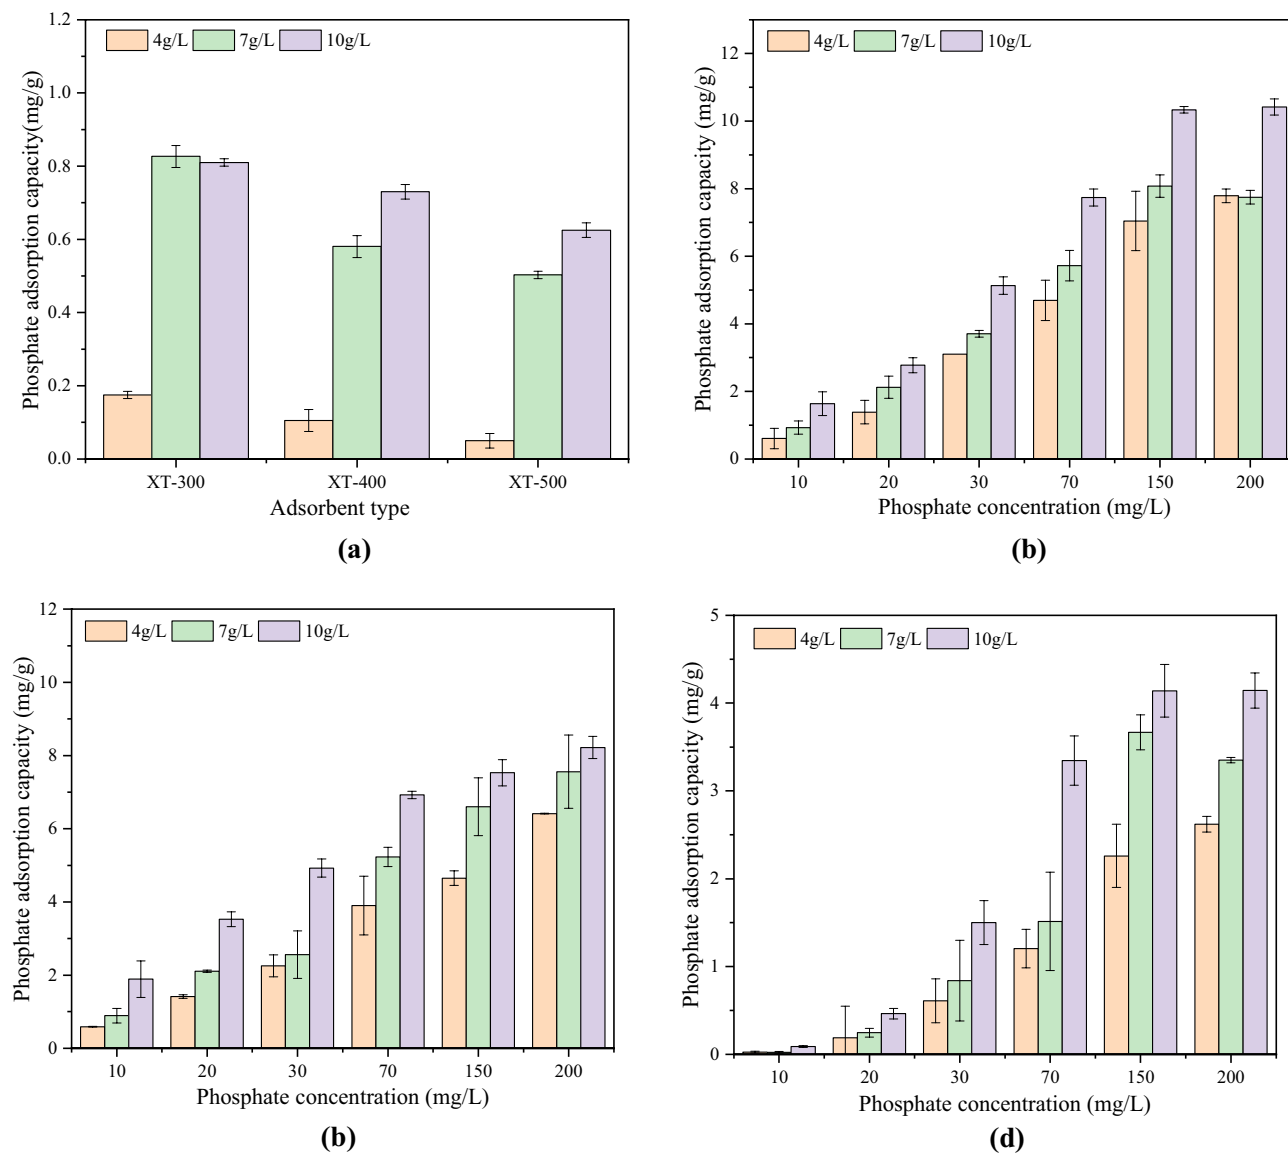 1.2
1.0
0.8
0.6
0.4
0.2
0.0
Phosphate adsorption capacity(mg/g)
4g/L 7g/L 10g/L
XT-300 XT-400 XT-500
Adsorbent type
(a)
12
10
8
6
4
2
0
Phosphate adsorption capacity (mg/g)
4g/L 7g/L 10g/L
10 20 30 70 150 200
Phosphate concentration (mg/L)
(b)
12
10
8
6
4
2
0
Phosphate adsorption capacity (mg/g)
4g/L 7g/L 10g/L
10 20 30 70 150 200
Phosphate concentration (mg/L)
(b)
5
4
3
2
1
0
Phosphate adsorption capacity (mg/g)
4g/L 7g/L 10g/L
10 20 30 70 150 200
Phosphate concentration (mg/L)
(d)